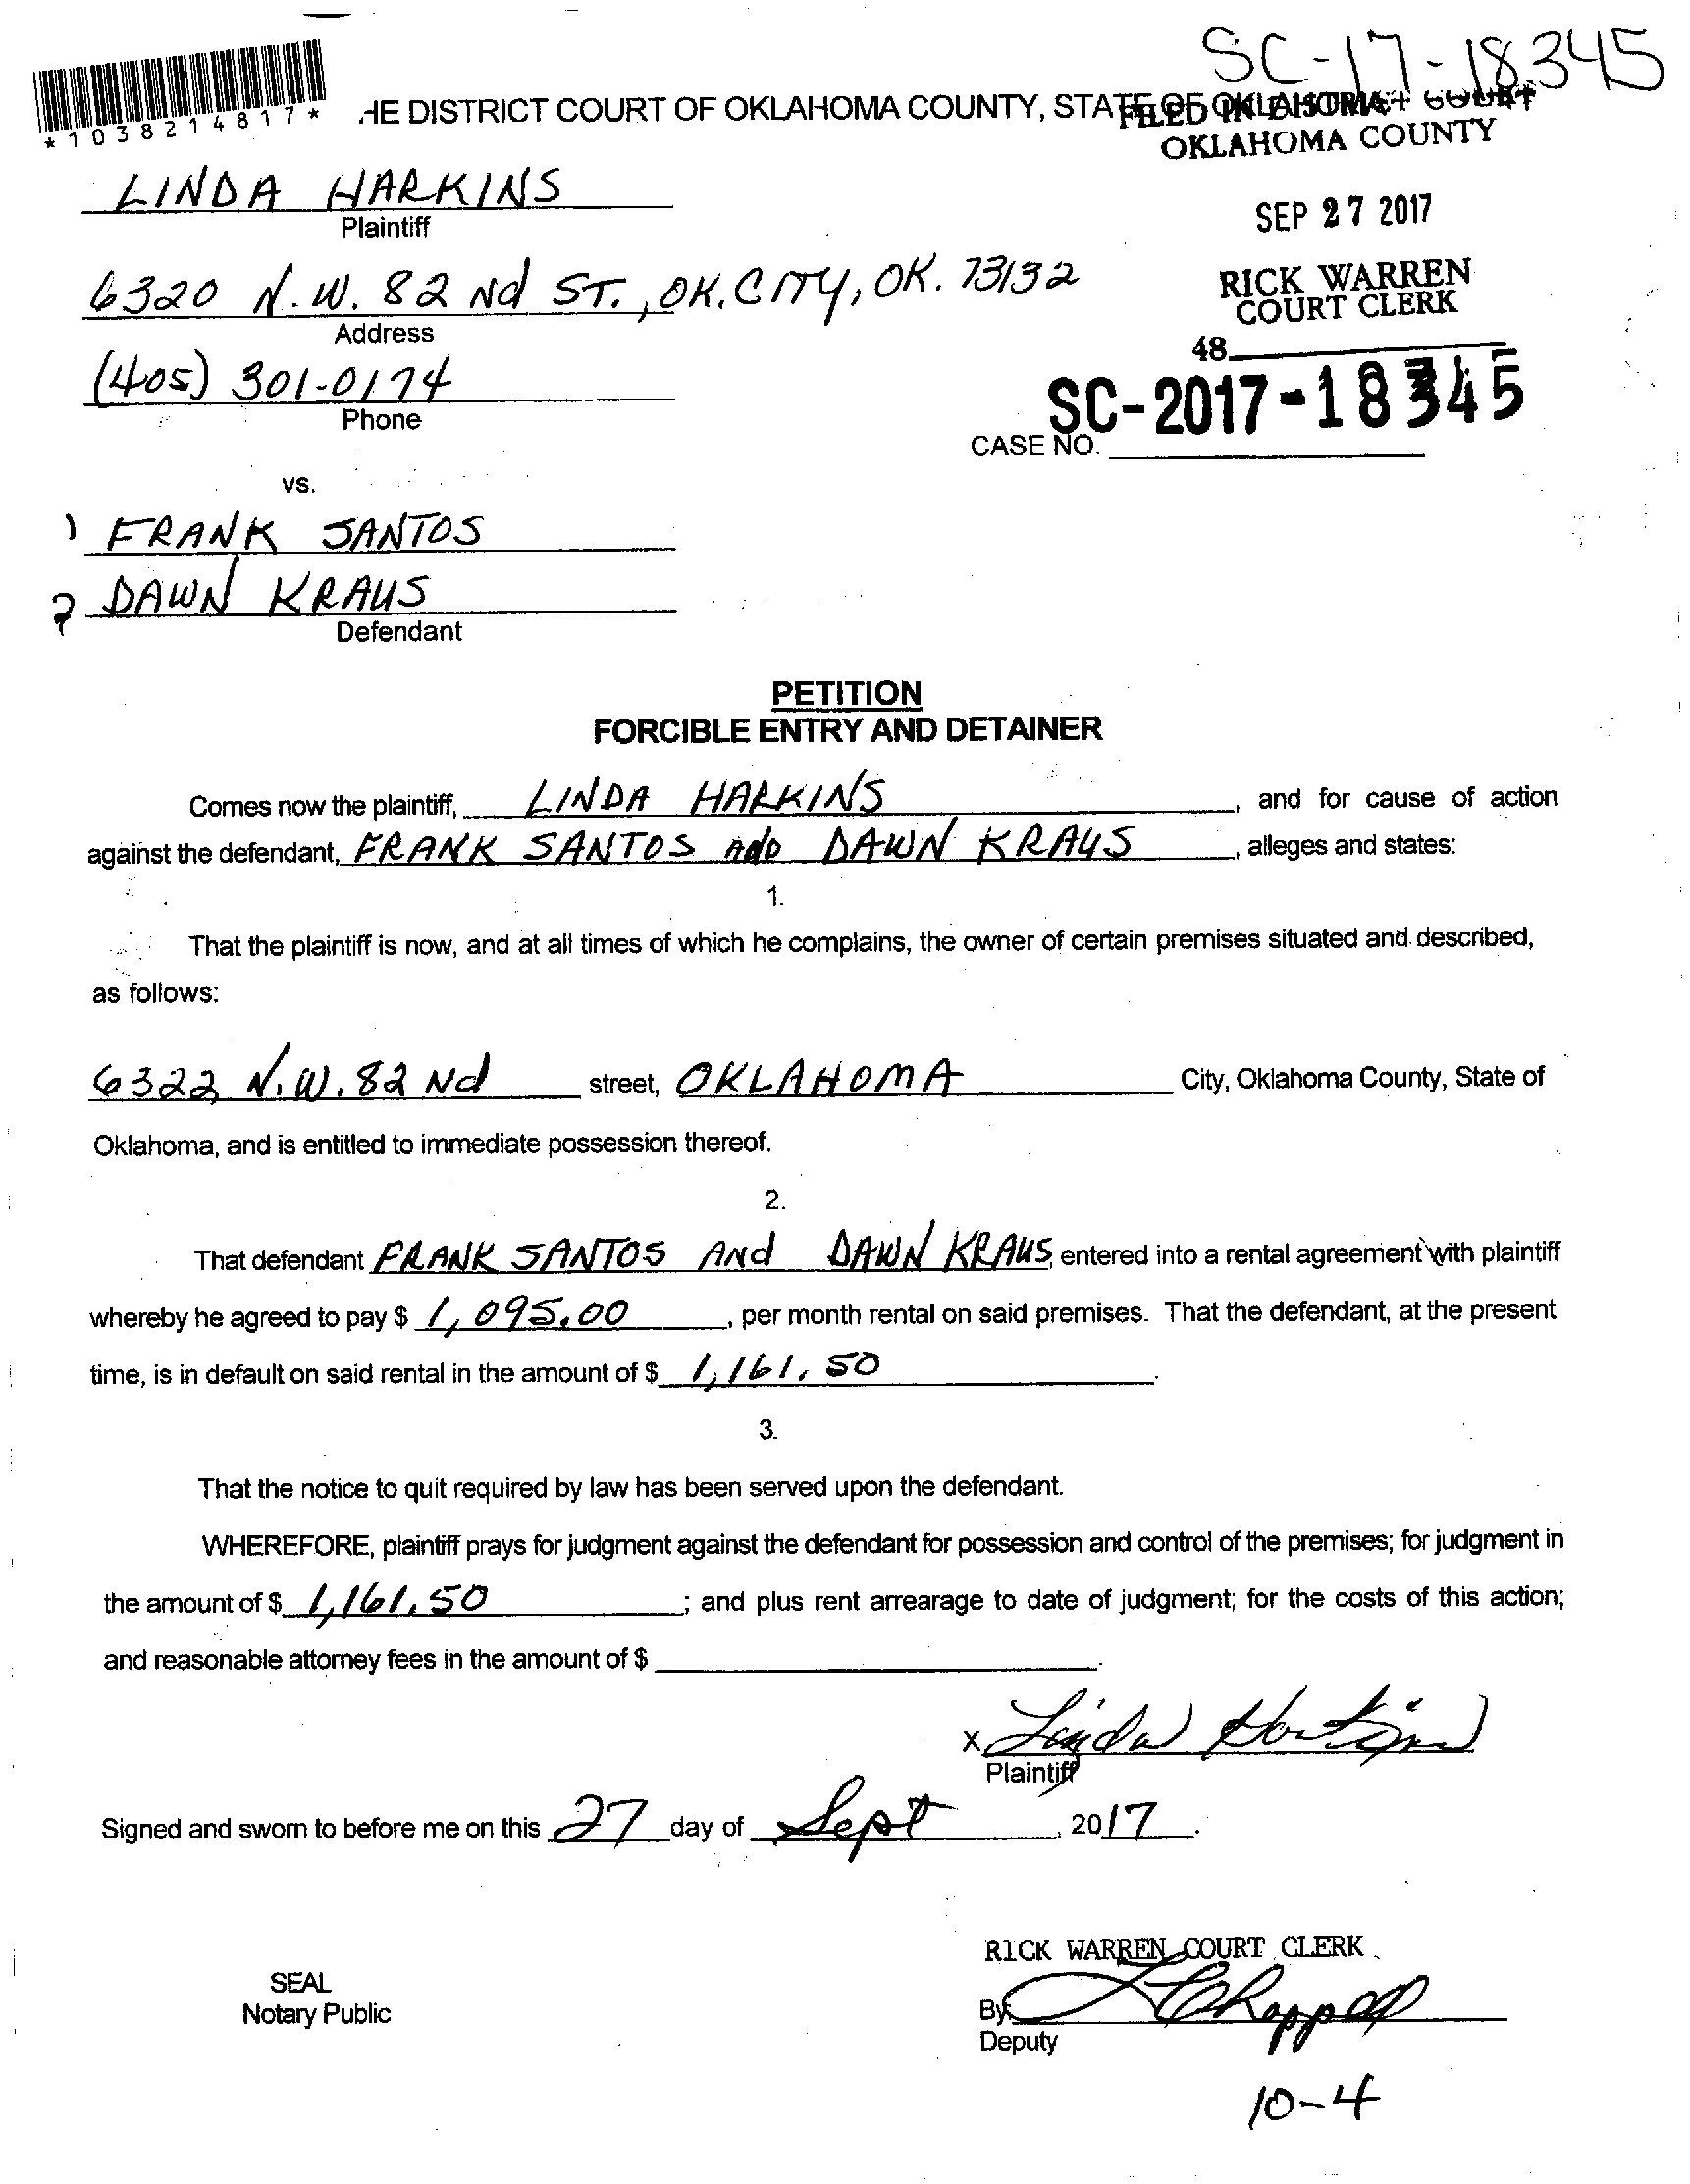 SC-17-18345
*1038214817*
HE DISTRICT COURT OF OKLAHOMA COUNTY, STATE OF OKLAHOMA
FILED IN DISTRICT COURT
OKLAHOMA COUNTY
LINDA HARKINS
Plaintiff
SEP 27 2017
6320 N.W. 82 Nd ST., OK. CITY, OK. 73132
Address
RICK WARREN
COURT CLERK
(405) 301-0174
Phone
48
SC-2017-18345
CASE NO.
vs.
1 FRANK SANTOS
2 DAWN KRAUS
Defendant
PETITION
FORCIBLE ENTRY AND DETAINER
Comes now the plaintiff, LINDA HARKINS, and for cause of action
against the defendant, FRANK SANTOS AND DAWN KRAUS, alleges and states:
1.
That the plaintiff is now, and at all times of which he complains, the owner of certain premises situated and described,
as follows:
6322 N.W. 82 Nd street, OKLAHOMA City, Oklahoma County, State of
Oklahoma, and is entitled to immediate possession thereof.
2.
That defendant FRANK SANTOS And DAWN KRAUS, entered into a rental agreement with plaintiff
whereby he agreed to pay $ 1,095.00, per month rental on said premises. That the defendant, at the present
time, is in default on said rental in the amount of $ 1,161.50.
3.
That the notice to quit required by law has been served upon the defendant.
WHEREFORE, plaintiff prays for judgment against the defendant for possession and control of the premises; for judgment in
the amount of $ 1,161.50; and plus rent arrearage to date of judgment; for the costs of this action;
and reasonable attorney fees in the amount of $
X Linda Harkins
Plaintiff
Signed and sworn to before me on this 27 day of Sept, 2017.
RICK WARREN COURT CLERK
SEAL
Notary Public
By
Deputy
10-4